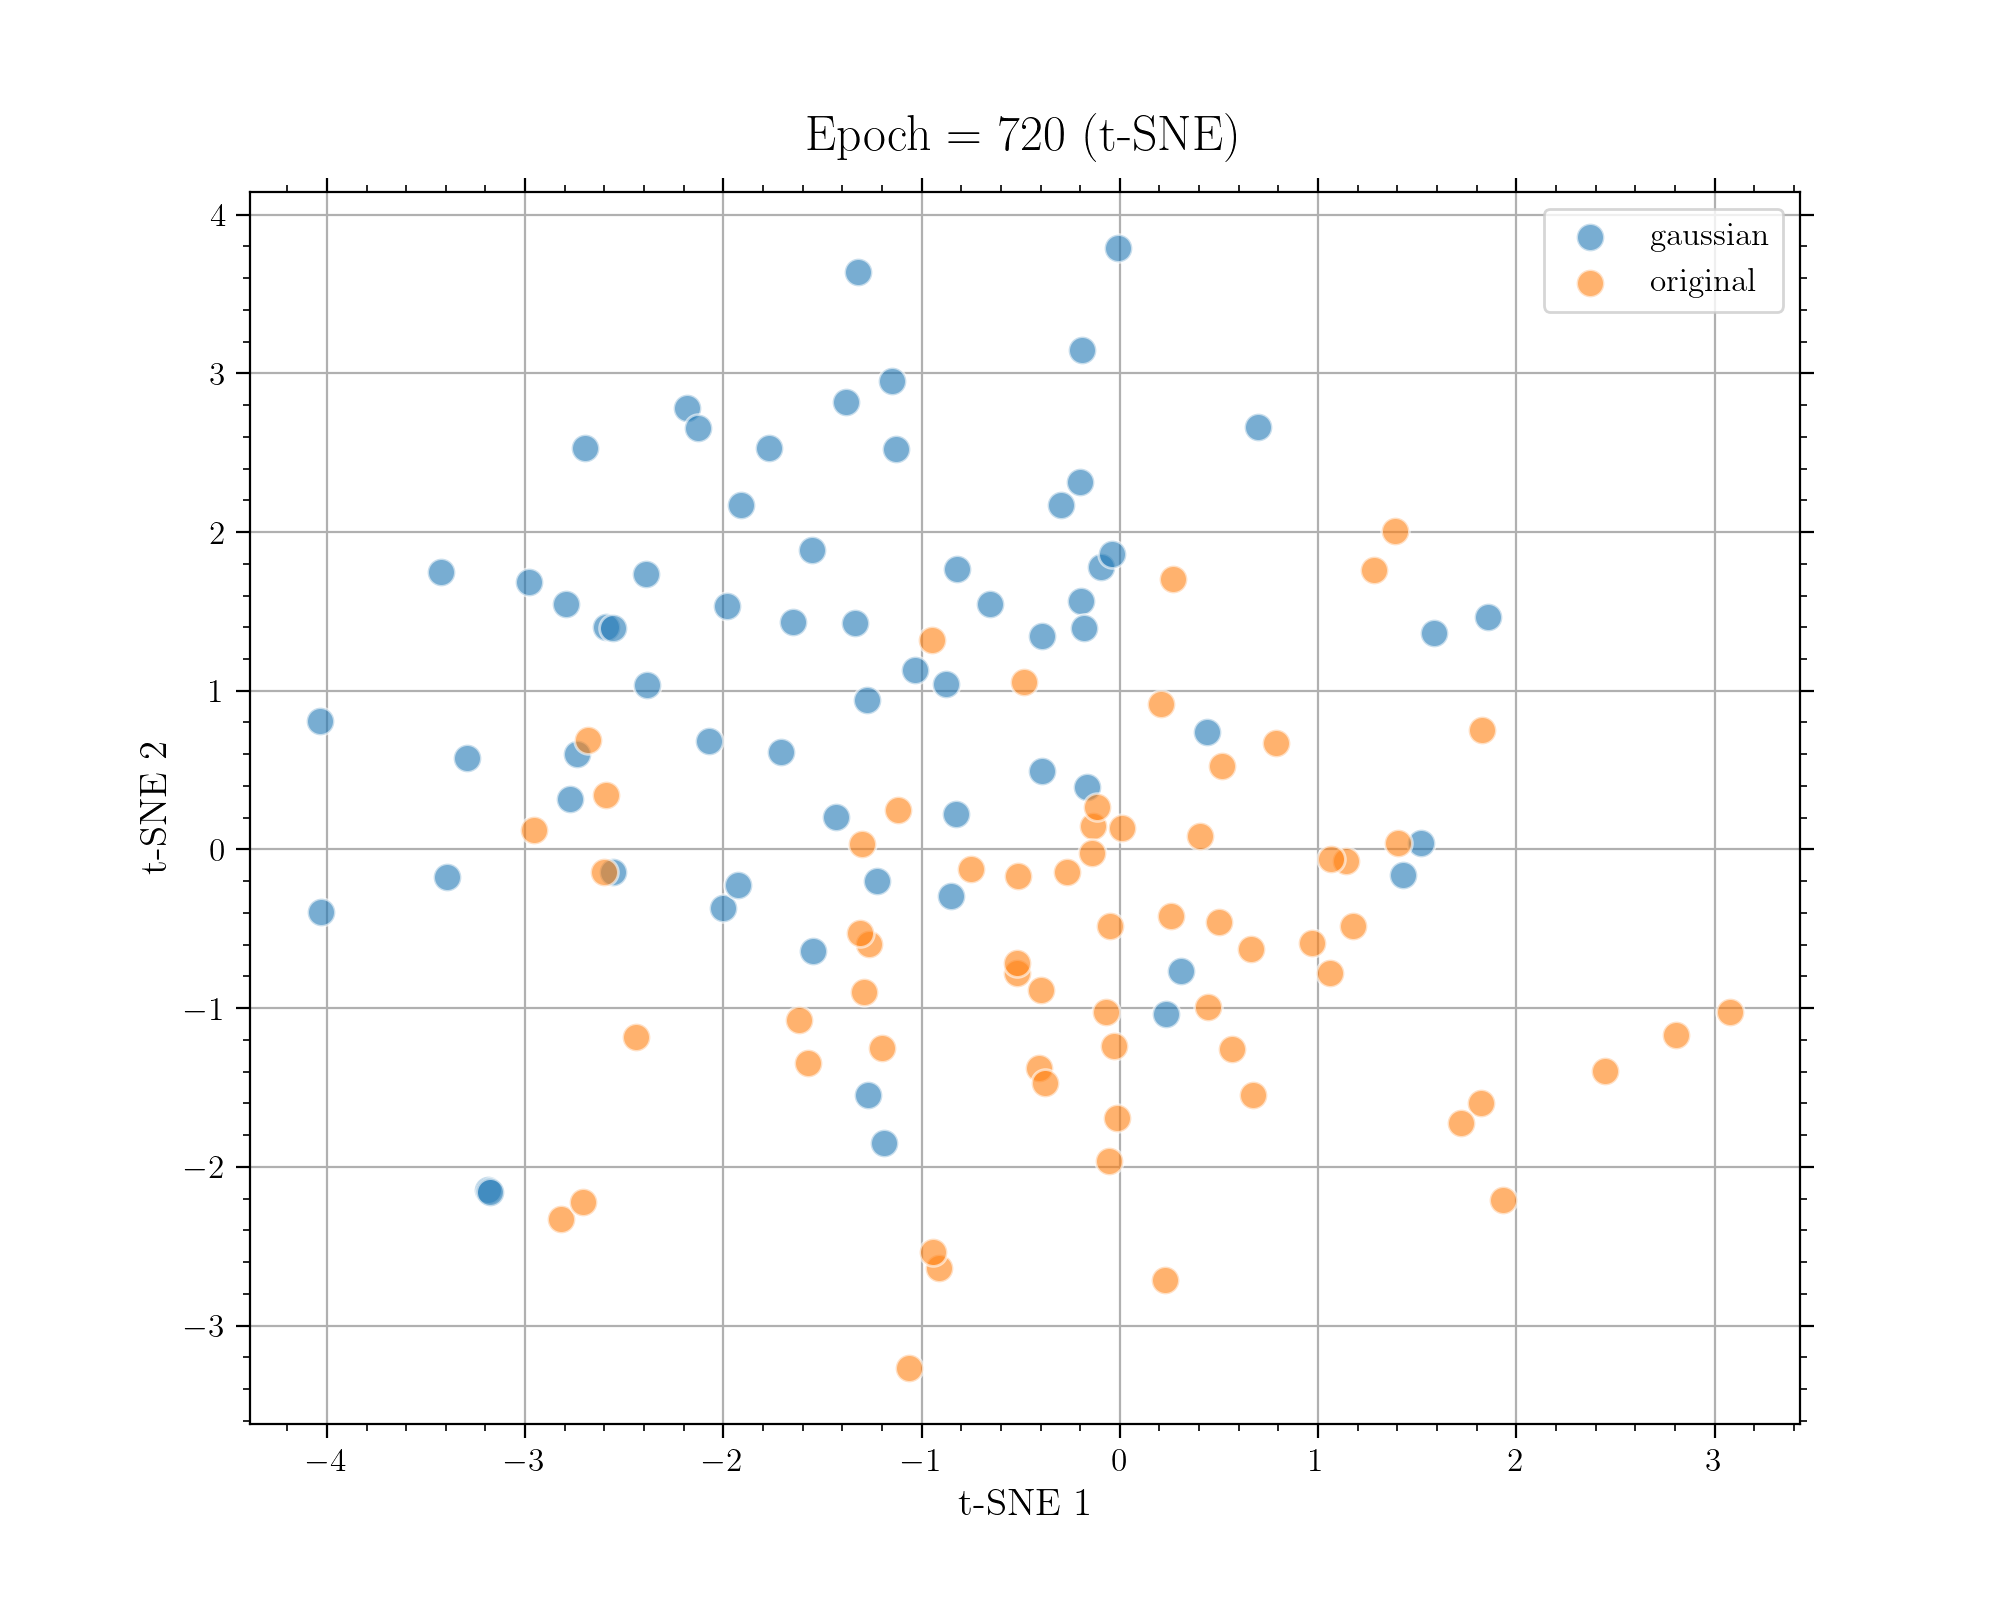 Epoch = 720 (t-SNE)
gaussian
original
4
3
2
1
0
−1
−2
−3
t-SNE 2
−4 −3 −2 −1 0 1 2 3
t-SNE 1